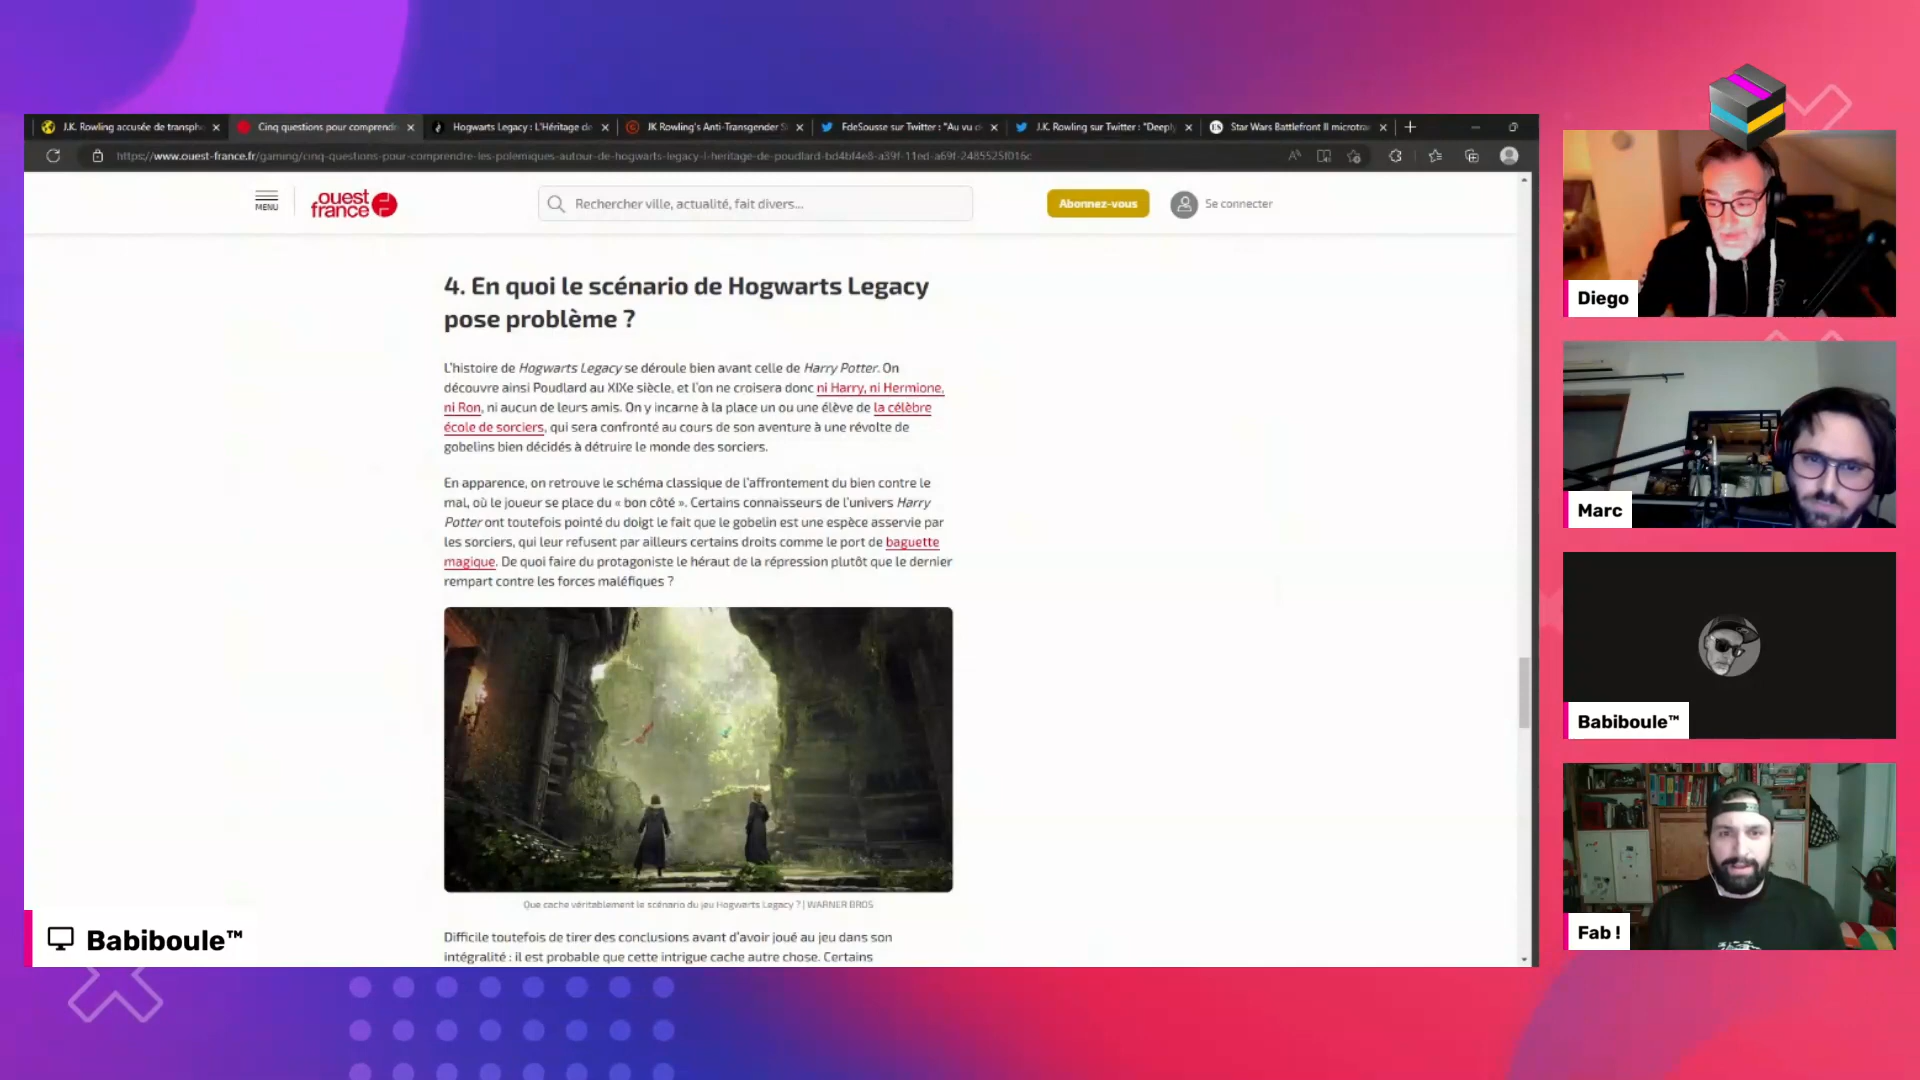 J.K. Rowling accusée de transpho
Cinq questions pour comprendre
Hogwarts Legacy : L'Héritage de
JK Rowling's Anti-Transgender S
FdeSousse sur Twitter : "Au vu d
J.K. Rowling sur Twitter : "Deeply
Star Wars Battlefront II microtran
https://www.ouest-france.fr/gaming/cinq-questions-pour-comprendre-les-polemiques-autour-de-hogwarts-legacy-l-heritage-de-poudlard-bd4bf4e8-a39f-11ed-a69f-2485525f016c
MENU
ouest
france
Rechercher ville, actualité, fait divers...
Abonnez-vous
Se connecter
4. En quoi le scénario de Hogwarts Legacy
pose problème ?
L'histoire de Hogwarts Legacy se déroule bien avant celle de Harry Potter. On
découvre ainsi Poudlard au XIXe siècle, et l'on ne croisera donc ni Harry, ni Hermione,
ni Ron, ni aucun de leurs amis. On y incarne à la place un ou une élève de la célèbre
école de sorciers, qui sera confronté au cours de son aventure à une révolte de
gobelins bien décidés à détruire le monde des sorciers.
En apparence, on retrouve le schéma classique de l'affrontement du bien contre le
mal, où le joueur se place du « bon côté ». Certains connaisseurs de l'univers Harry
Potter ont toutefois pointé du doigt le fait que le gobelin est une espèce asservie par
les sorciers, qui leur refusent par ailleurs certains droits comme le port de baguette
magique. De quoi faire du protagoniste le héraut de la répression plutôt que le dernier
rempart contre les forces maléfiques ?
Que cache véritablement le scénario du jeu Hogwarts Legacy ? | WARNER BROS
Difficile toutefois de tirer des conclusions avant d'avoir joué au jeu dans son
intégralité : il est probable que cette intrigue cache autre chose. Certains
Babiboule™
Diego
Marc
Babiboule™
Fab !